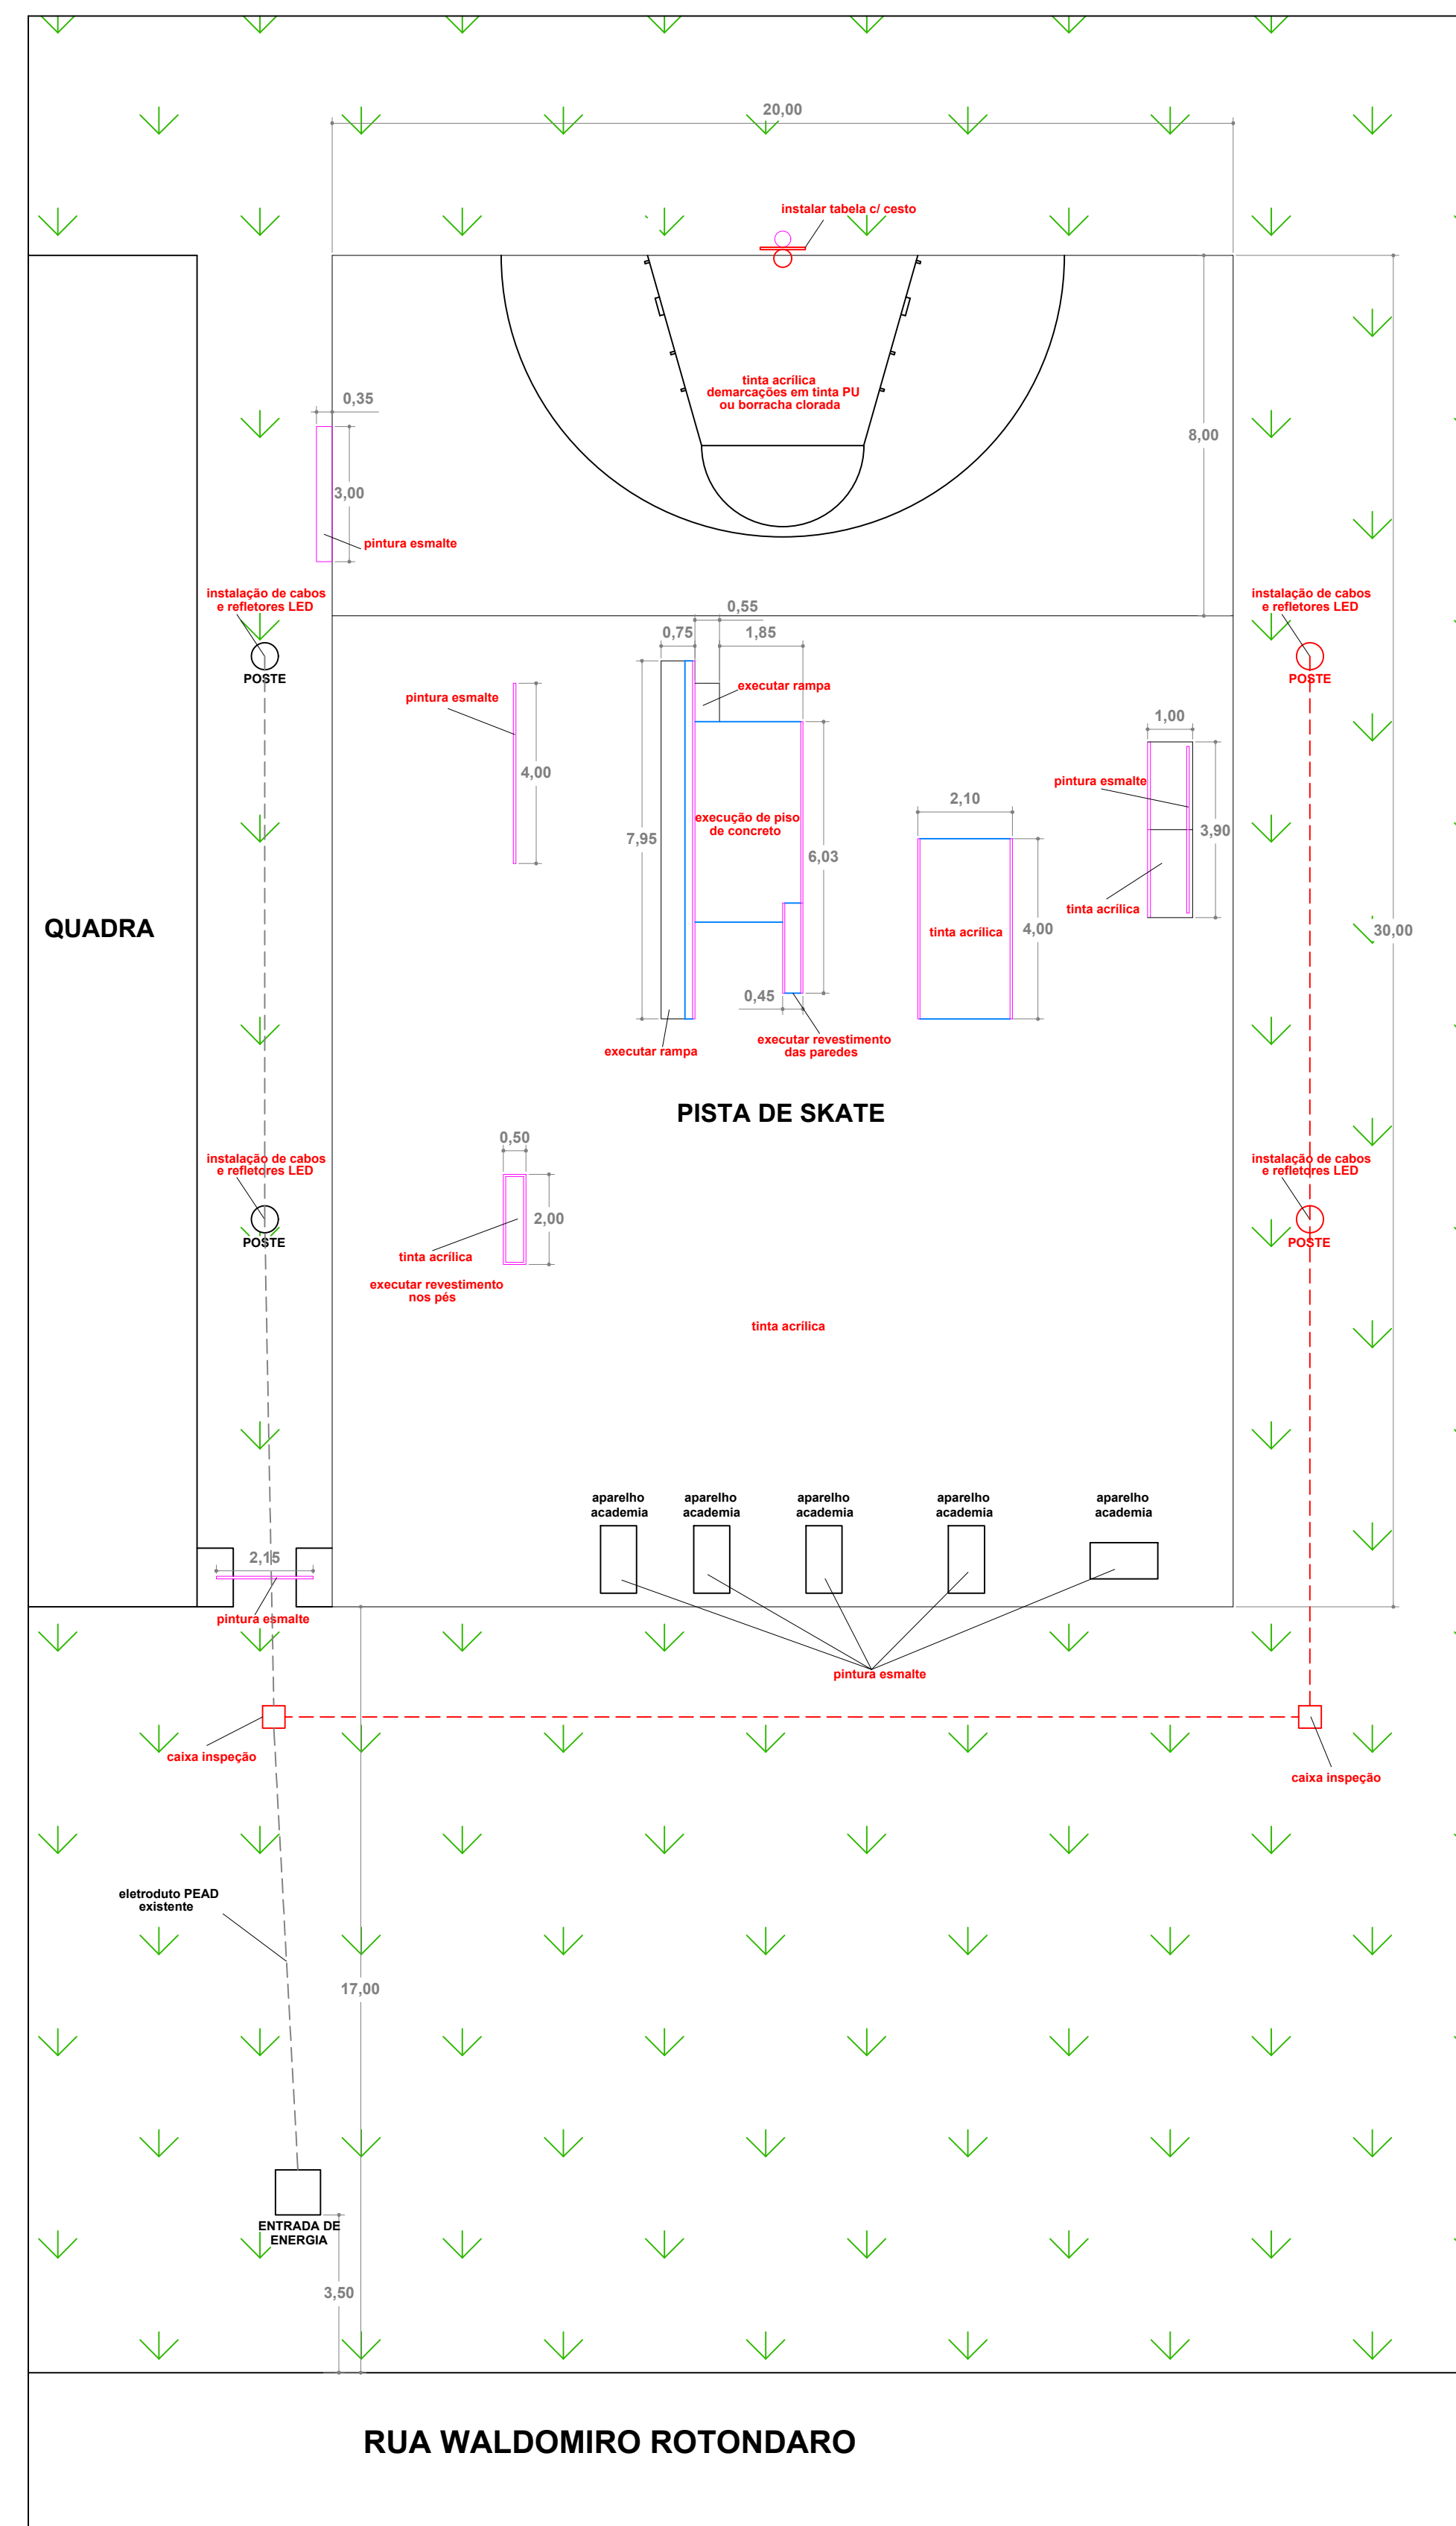 20,00
instalar tabela c/ cesto
tinta acrílica
demarcações em tinta PU
ou borracha clorada
0,35
8,00
3,00
pintura esmalte
instalação de cabos
e refletores LED
POSTE
instalação de cabos
e refletores LED
POSTE
0,55
0,75
1,85
executar rampa
pintura esmalte
4,00
1,00
pintura esmalte
3,90
tinta acrílica
2,10
execução de piso
de concreto
7,95
6,03
tinta acrílica
4,00
QUADRA
30,00
0,45
executar rampa
executar revestimento
das paredes
PISTA DE SKATE
0,50
instalação de cabos
e refletores LED
POSTE
instalação de cabos
e refletores LED
POSTE
2,00
tinta acrílica
executar revestimento
nos pés
tinta acrílica
aparelho
academia
aparelho
academia
aparelho
academia
aparelho
academia
aparelho
academia
2,15
pintura esmalte
pintura esmalte
caixa inspeção
caixa inspeção
eletroduto PEAD
existente
17,00
ENTRADA DE
ENERGIA
3,50
RUA WALDOMIRO ROTONDARO